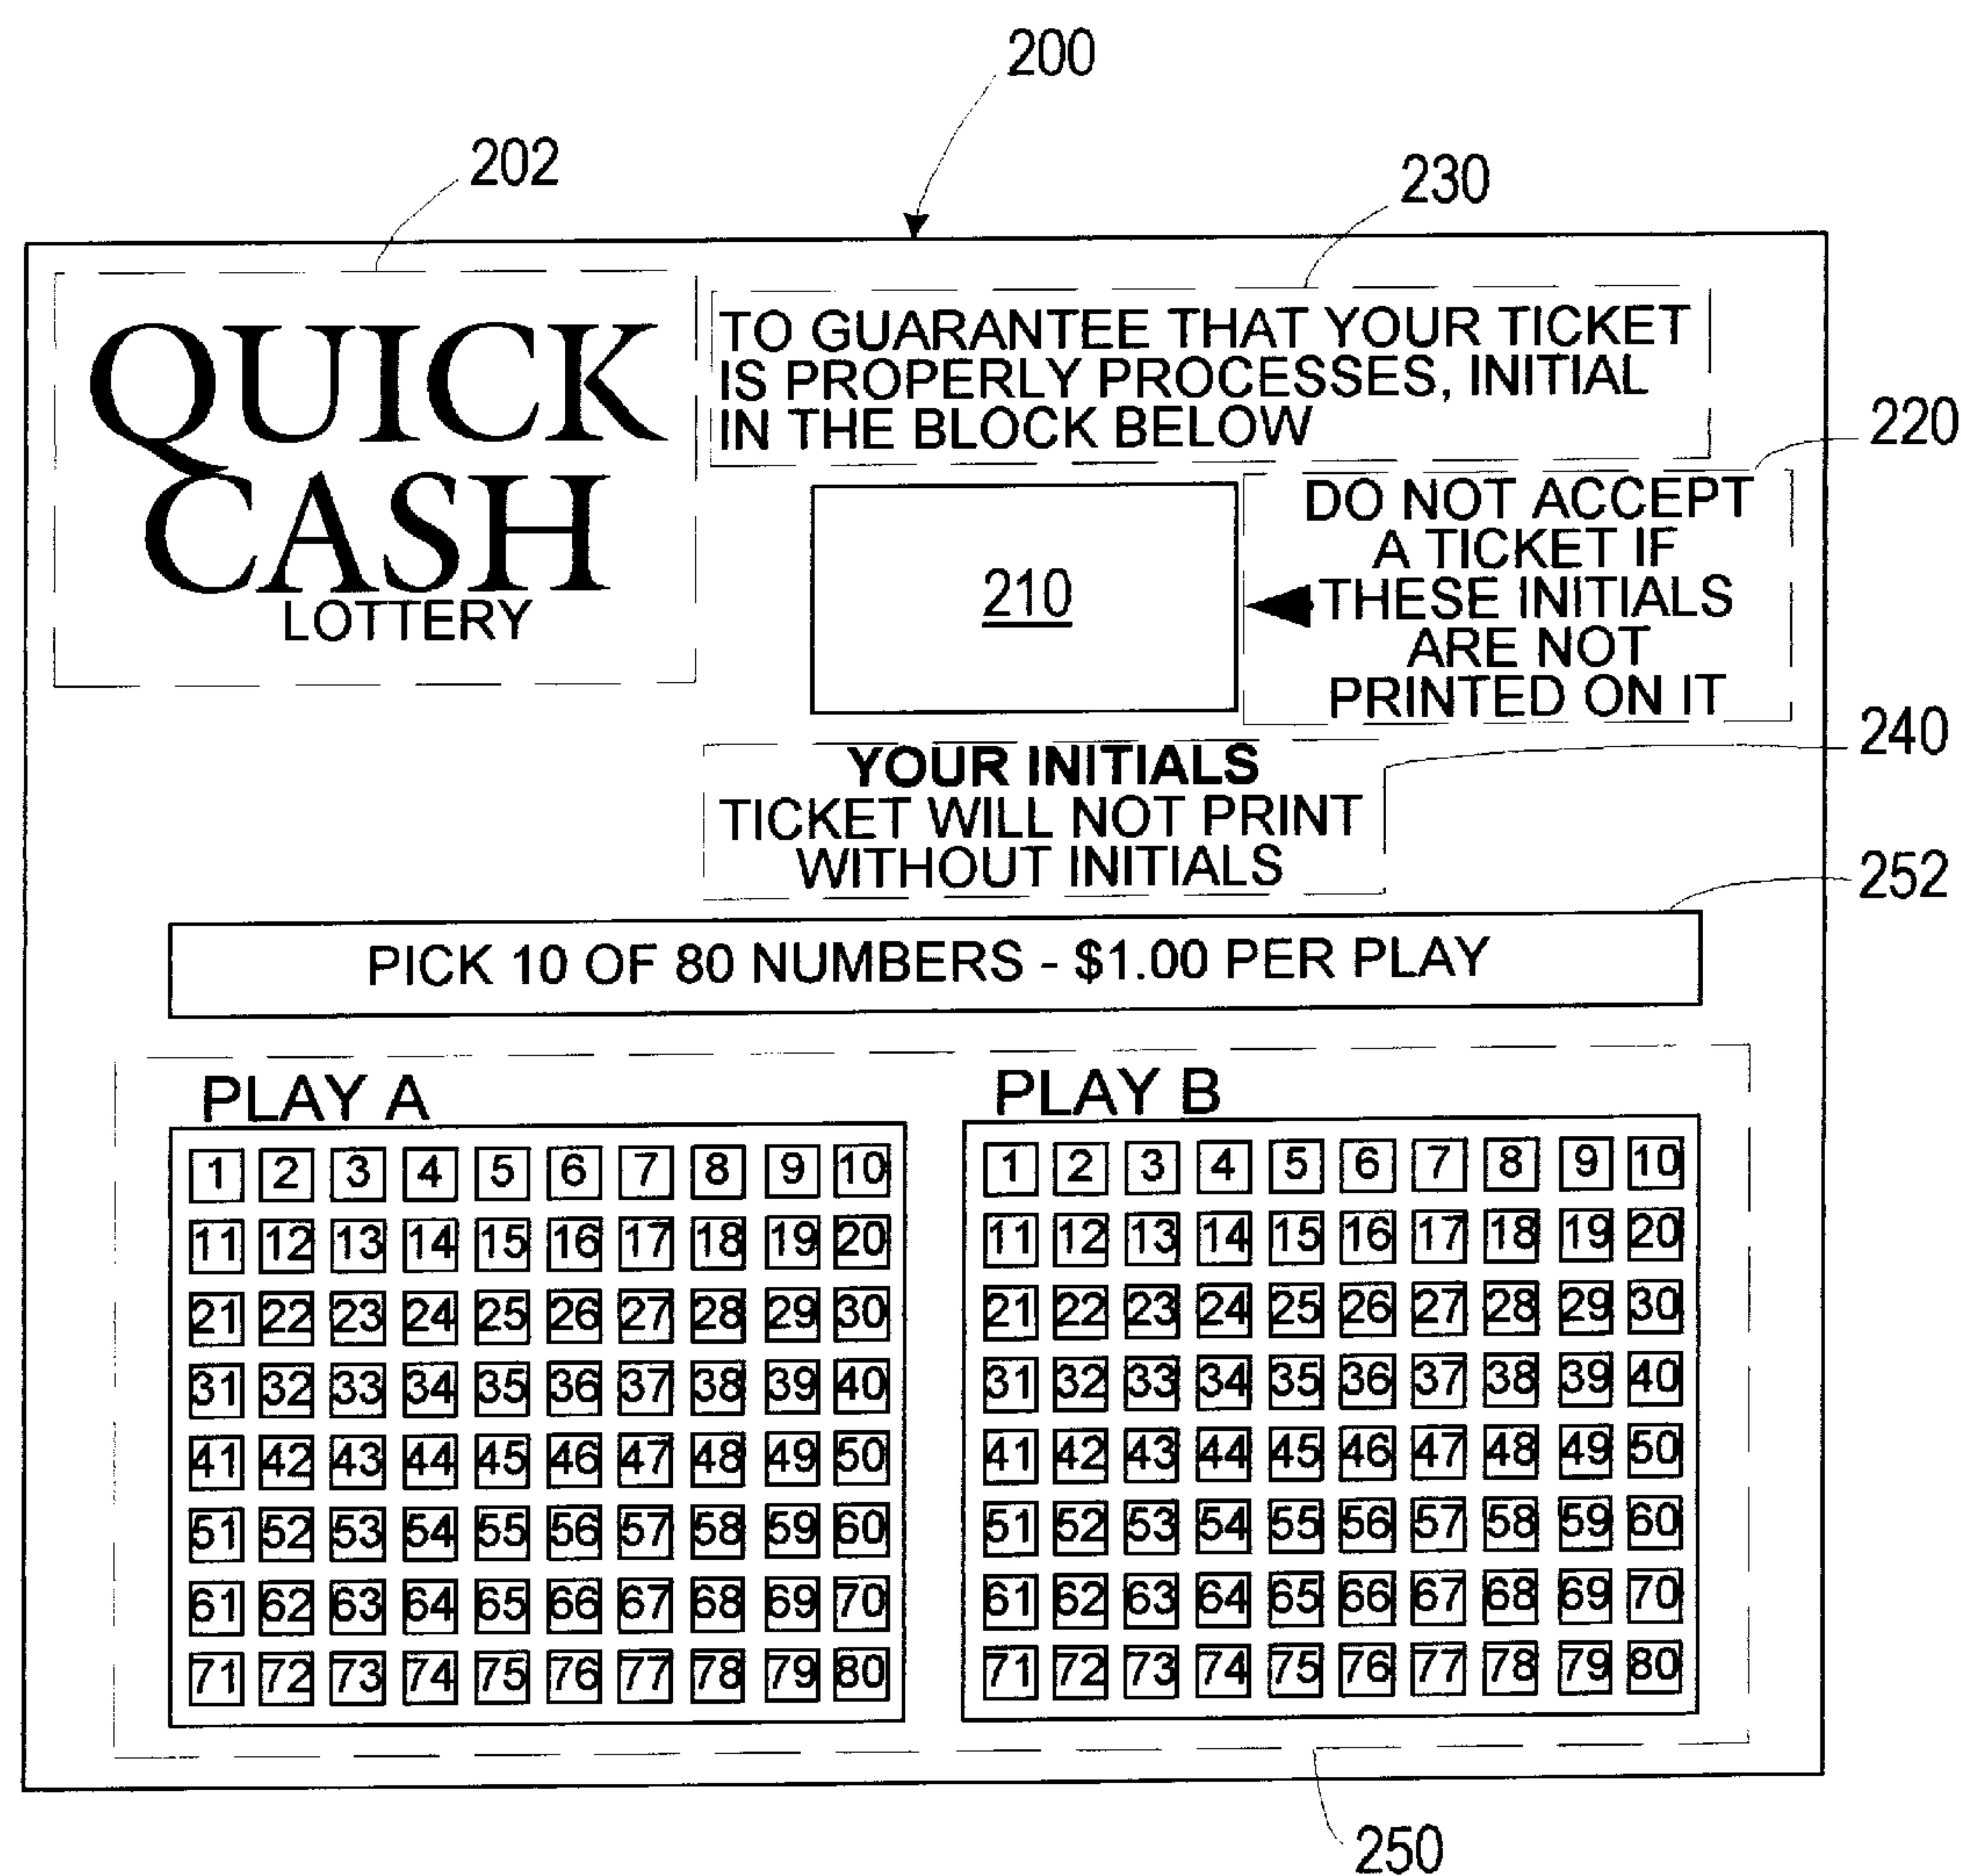 200
202
230
QUICK
CASH
LOTTERY
TO GUARANTEE THAT YOUR TICKET
IS PROPERLY PROCESSES, INITIAL
IN THE BLOCK BELOW
220
210
DO NOT ACCEPT
A TICKET IF
THESE INITIALS
ARE NOT
PRINTED ON IT
240
YOUR INITIALS
TICKET WILL NOT PRINT
WITHOUT INITIALS
252
PICK 10 OF 80 NUMBERS - $1.00 PER PLAY
PLAY A
1 2 3 4 5 6 7 8 9 10
11 12 13 14 15 16 17 18 19 20
21 22 23 24 25 26 27 28 29 30
31 32 33 34 35 36 37 38 39 40
41 42 43 44 45 46 47 48 49 50
51 52 53 54 55 56 57 58 59 60
61 62 63 64 65 66 67 68 69 70
71 72 73 74 75 76 77 78 79 80
PLAY B
1 2 3 4 5 6 7 8 9 10
11 12 13 14 15 16 17 18 19 20
21 22 23 24 25 26 27 28 29 30
31 32 33 34 35 36 37 38 39 40
41 42 43 44 45 46 47 48 49 50
51 52 53 54 55 56 57 58 59 60
61 62 63 64 65 66 67 68 69 70
71 72 73 74 75 76 77 78 79 80
250